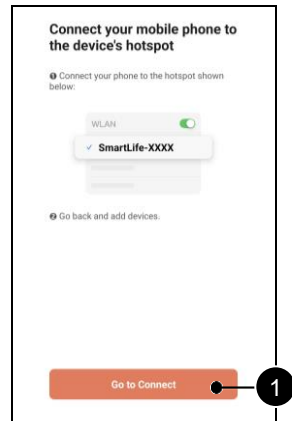 Connect your mobile phone to
the device's hotspot
❶ Connect your phone to the hotspot shown
below:
WLAN
✓ SmartLife-XXXX
❷ Go back and add devices.
Go to Connect
1